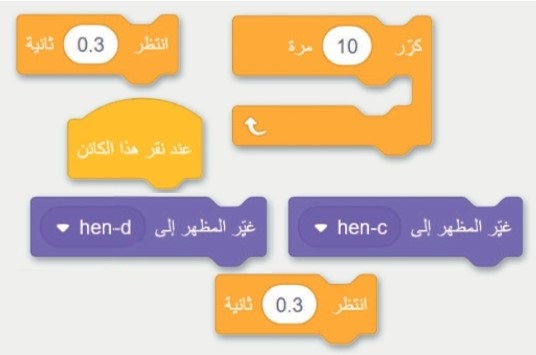 كرّر 10 مرة
انتظر 0.3 ثانية
عند نقر هذا الكائن
غيّر المظهر إلى hen-c
غيّر المظهر إلى hen-d
انتظر 0.3 ثانية